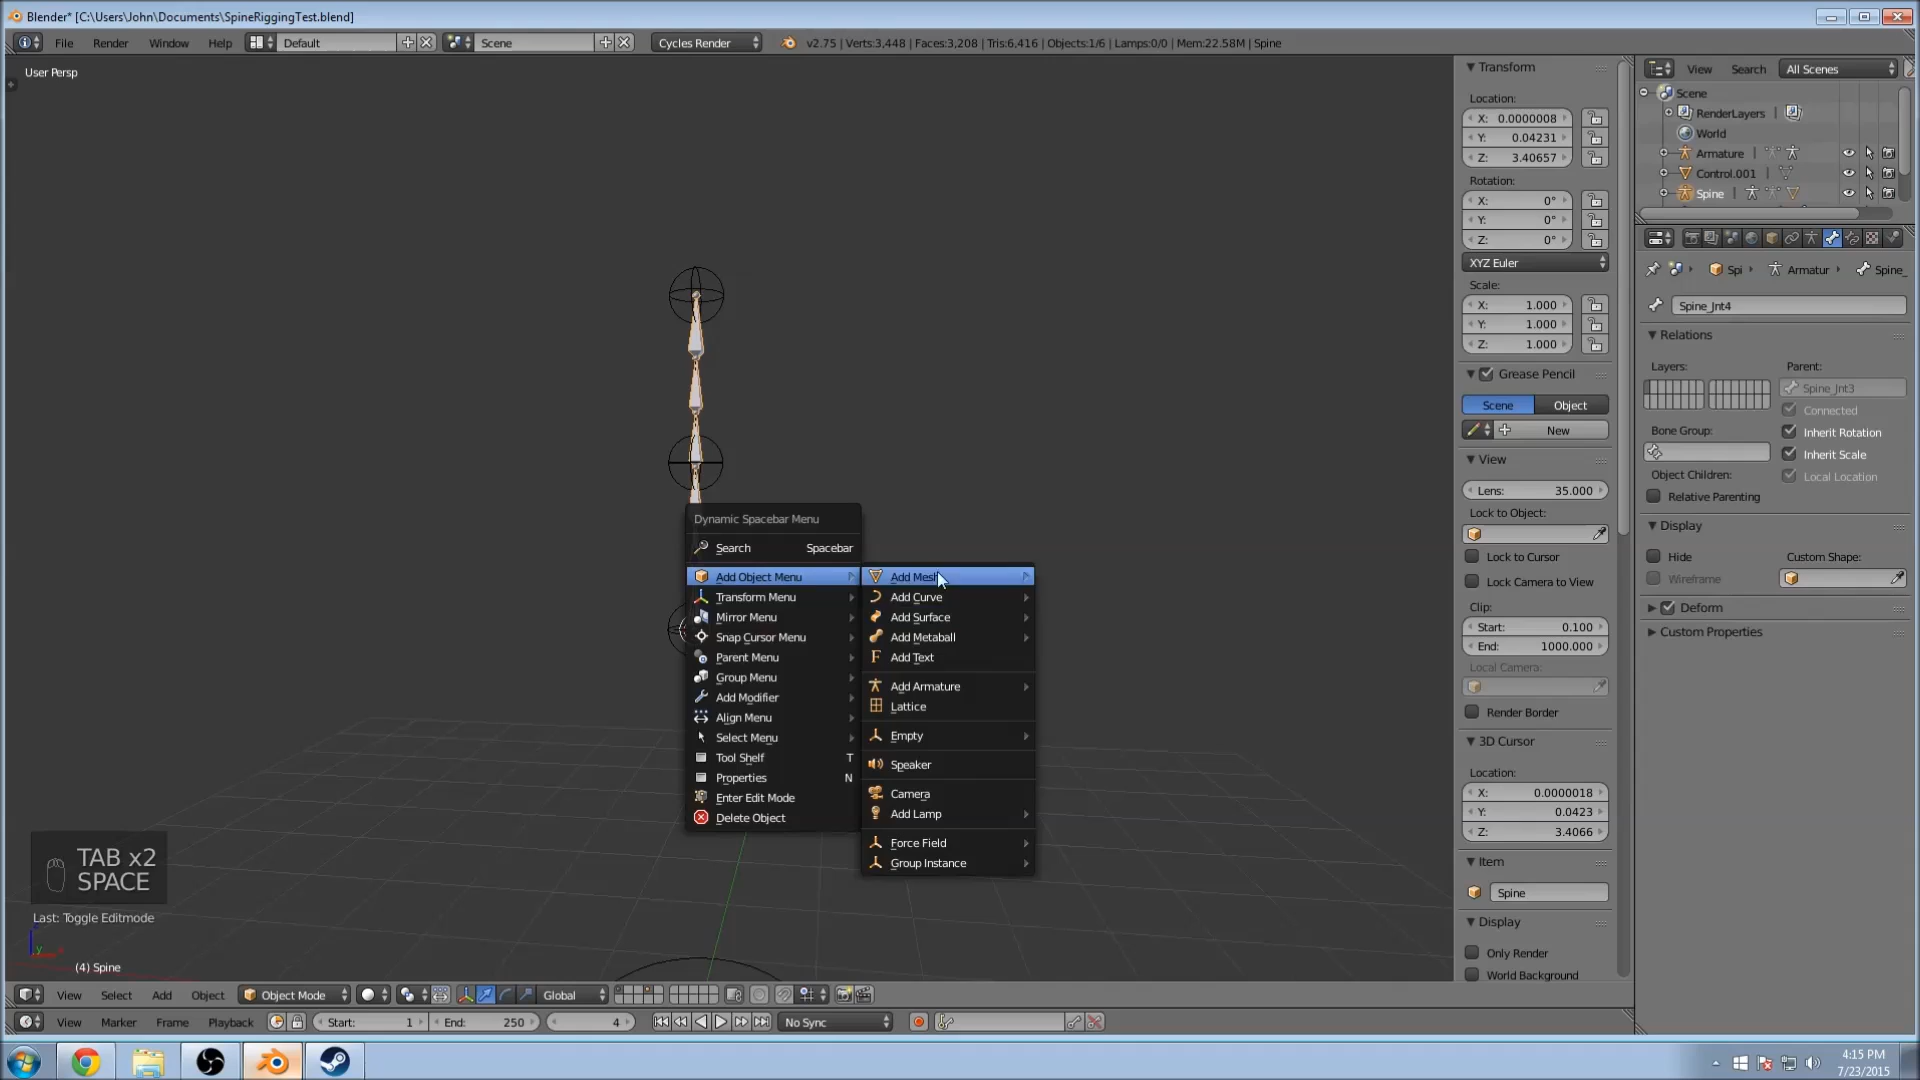 Blender* [C:\Users\John\Documents\SpineRiggingTest.blend]
File Render Window Help Default Scene Cycles Render v2.75 | Verts:3,448 | Faces:3,208 | Tris:6,416 | Objects:1/6 | Lamps:0/0 | Mem:22.58M | Spine
User Persp
Dynamic Spacebar Menu
Search Spacebar
Add Object Menu
Transform Menu
Mirror Menu
Snap Cursor Menu
Parent Menu
Group Menu
Add Modifier
Align Menu
Select Menu
Tool Shelf T
Properties N
Enter Edit Mode
Delete Object
Add Mesh
Add Curve
Add Surface
Add Metaball
Add Text
Add Armature
Lattice
Empty
Speaker
Camera
Add Lamp
Force Field
Group Instance
TAB x2
SPACE
Last: Toggle Editmode
y
(4) Spine
Transform
Location:
X: 0.0000008
Y: 0.04231
Z: 3.40657
Rotation:
X: 0°
Y: 0°
Z: 0°
XYZ Euler
Scale:
X: 1.000
Y: 1.000
Z: 1.000
Grease Pencil
Scene Object
New
View
Lens: 35.000
Lock to Object:
Lock to Cursor
Lock Camera to View
Clip:
Start: 0.100
End: 1000.000
Local Camera:
Render Border
3D Cursor
Location:
X: 0.0000018
Y: 0.0423
Z: 3.4066
Item
Spine
Display
Only Render
World Background
View Search All Scenes
Scene
RenderLayers |
World
Armature |
Control.001 |
Spine |
Spi Armatur Spine_
Spine_Jnt4
Relations
Layers: Parent:
Spine_Jnt3
Connected
Bone Group: Inherit Rotation
Inherit Scale
Object Children: Local Location
Relative Parenting
Display
Hide Custom Shape:
Wireframe
Deform
Custom Properties
View Select Add Object Object Mode Global
View Marker Frame Playback Start: 1 End: 250 4 No Sync
4:15 PM
7/23/2015